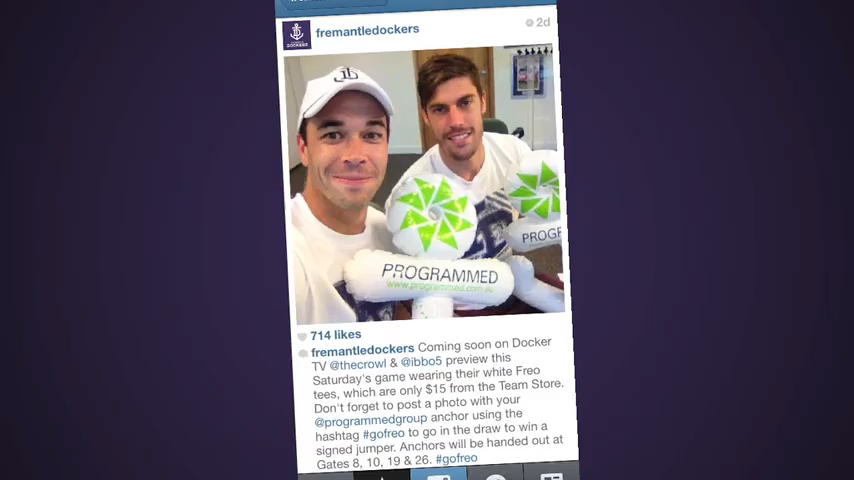 fremantledockers
2d
DOCKERS
PROGRAMMED
www.programmed.com.au
PROG
714 likes
fremantledockers Coming soon on Docker
TV @thecrowl & @ibbo5 preview this
Saturday's game wearing their white Freo
tees, which are only $15 from the Team Store.
Don't forget to post a photo with your
@programmedgroup anchor using the
hashtag #gofreo to go in the draw to win a
signed jumper. Anchors will be handed out at
Gates 8, 10, 19 & 26. #gofreo